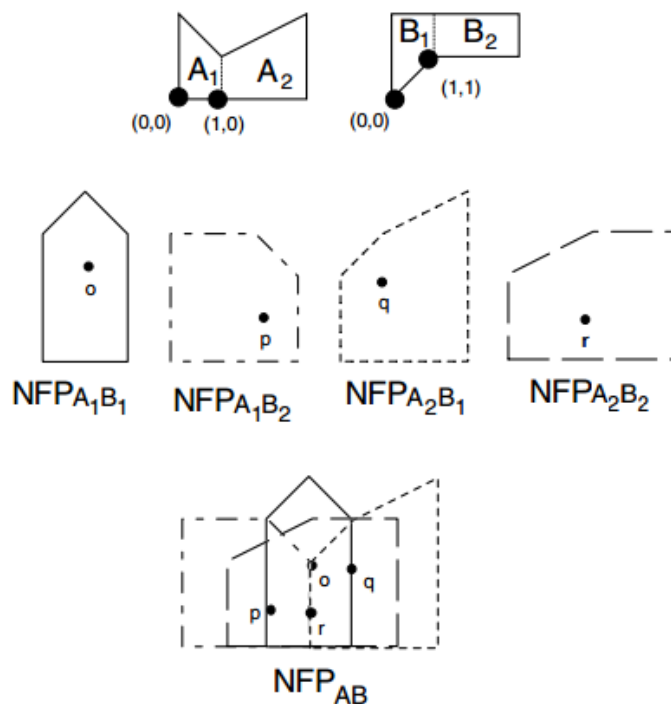 A₁ A₂ B₁ B₂
(0,0) (1,0) (0,0) (1,1)
o p q r
NFPA₁B₁ NFPA₁B₂ NFPA₂B₁ NFPA₂B₂
o q
p r
NFPAB